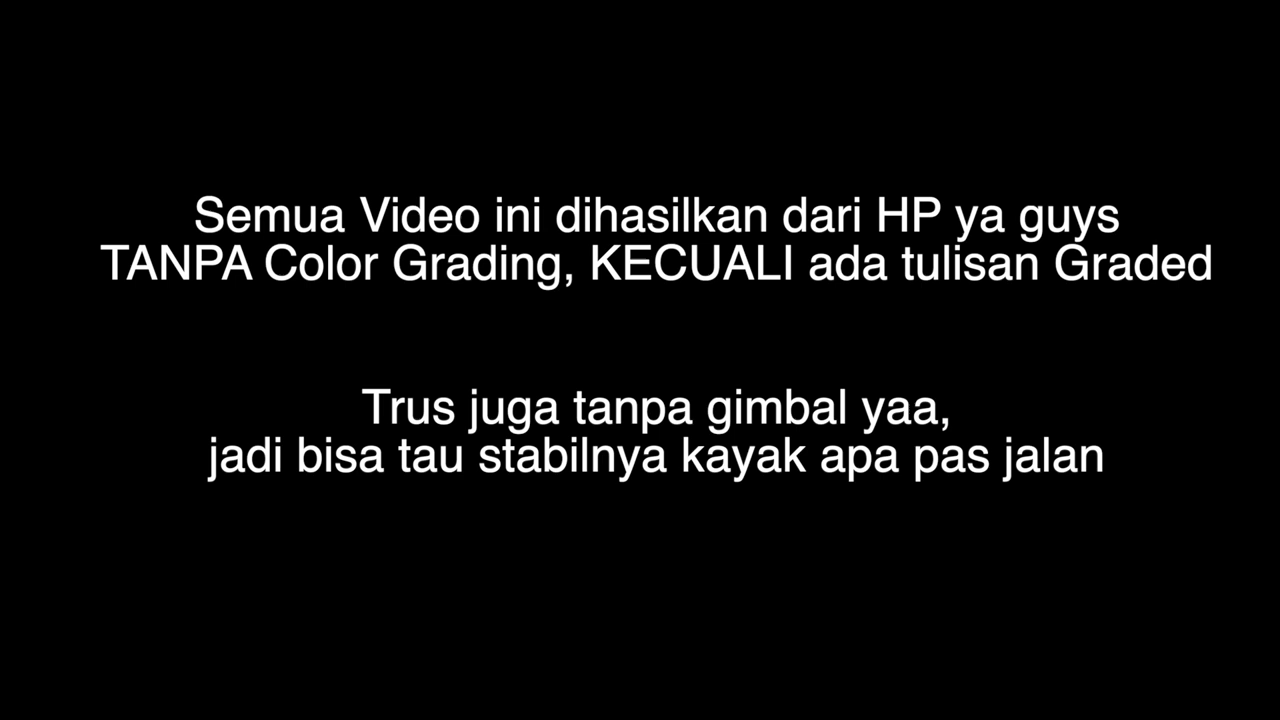 Semua Video ini dihasilkan dari HP ya guys
TANPA Color Grading, KECUALI ada tulisan Graded
Trus juga tanpa gimbal yaa,
jadi bisa tau stabilnya kayak apa pas jalan